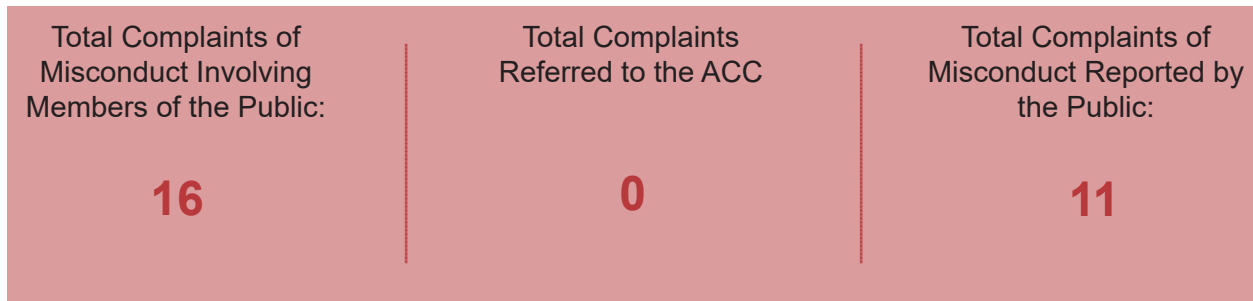 Total Complaints of
Misconduct Involving
Members of the Public:
16
Total Complaints
Referred to the ACC
0
Total Complaints of
Misconduct Reported by
the Public:
11